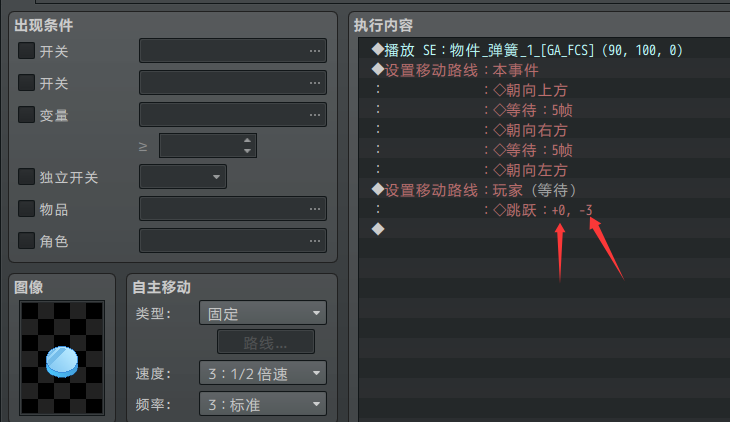 出现条件
开关
开关
变量
≥
独立开关
物品
角色
图像
自主移动
类型:
固定
路线...
速度:
3:1/2 倍速
频率:
3:标准
执行内容
◆播放 SE:物件_弹簧_1_[GA_FCS] (90, 100, 0)
◆设置移动路线:本事件
: :◇朝向上方
: :◇等待:5帧
: :◇朝向右方
: :◇等待:5帧
: :◇朝向左方
◆设置移动路线:玩家 (等待)
: :◇跳跃:+0, -3
◆